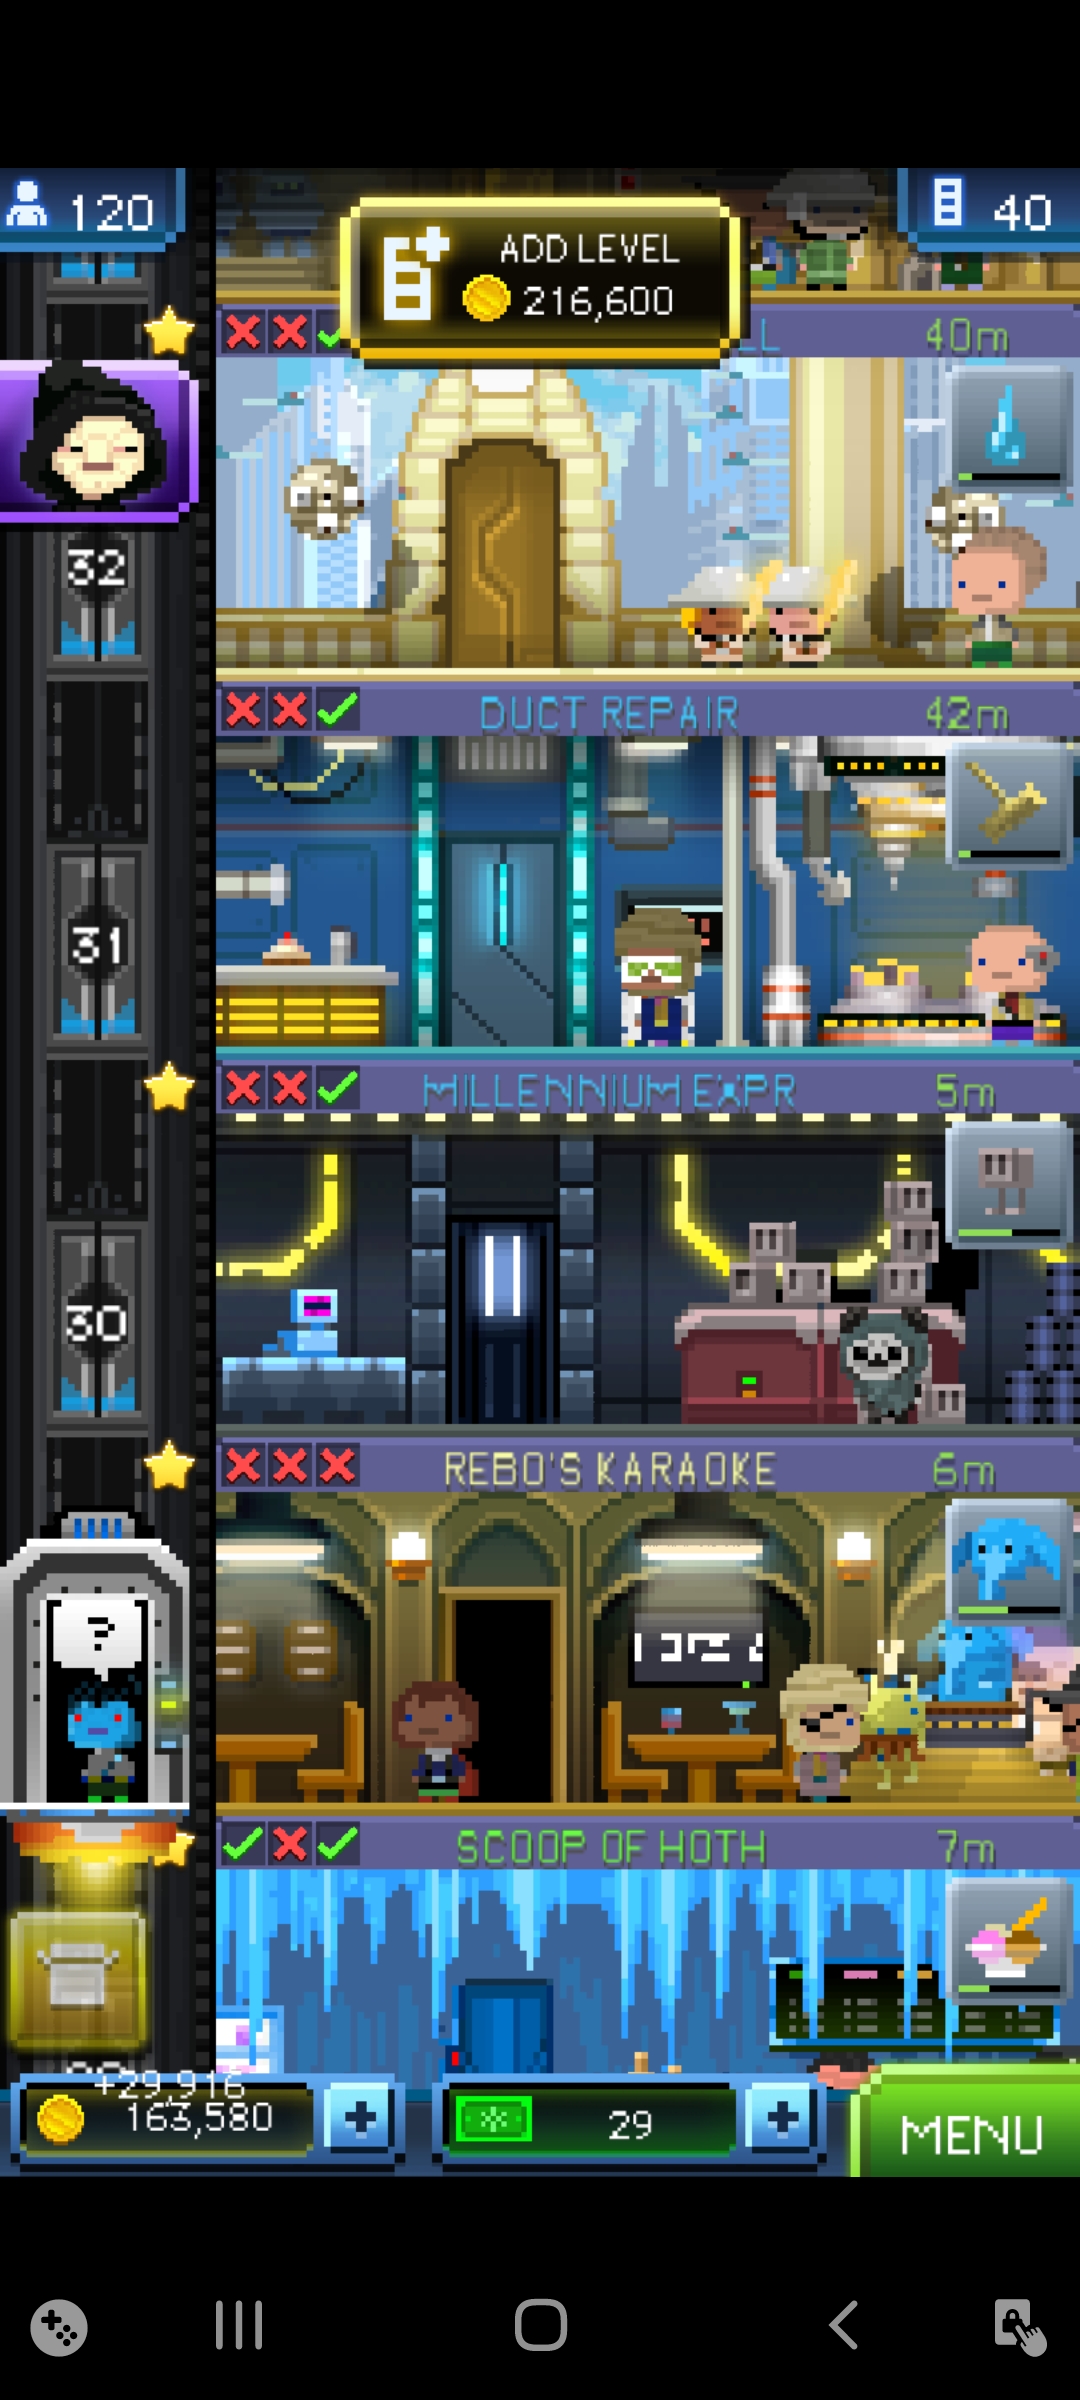 120
ADD LEVEL
216,600
40
LL
40m
32
DUCT REPAIR
42m
31
MILLENNIUM EXPR
5m
30
REBO'S KARAOKE
6m
?
SCOOP OF HOTH
7m
+29,916
163,580
29
MENU